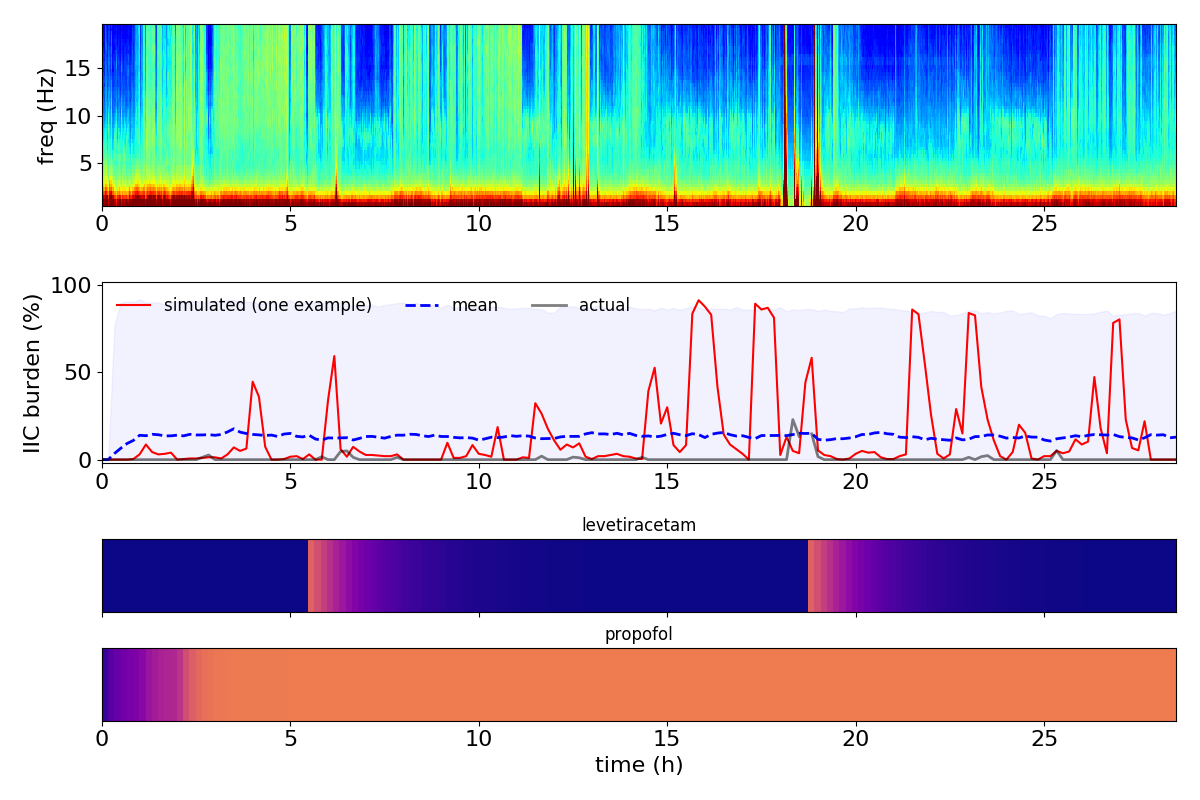 freq (Hz)
15
10
5
0 5 10 15 20 25
IIC burden (%)
100
50
0
simulated (one example) mean actual
0 5 10 15 20 25
levetiracetam
propofol
0 5 10 15 20 25
time (h)